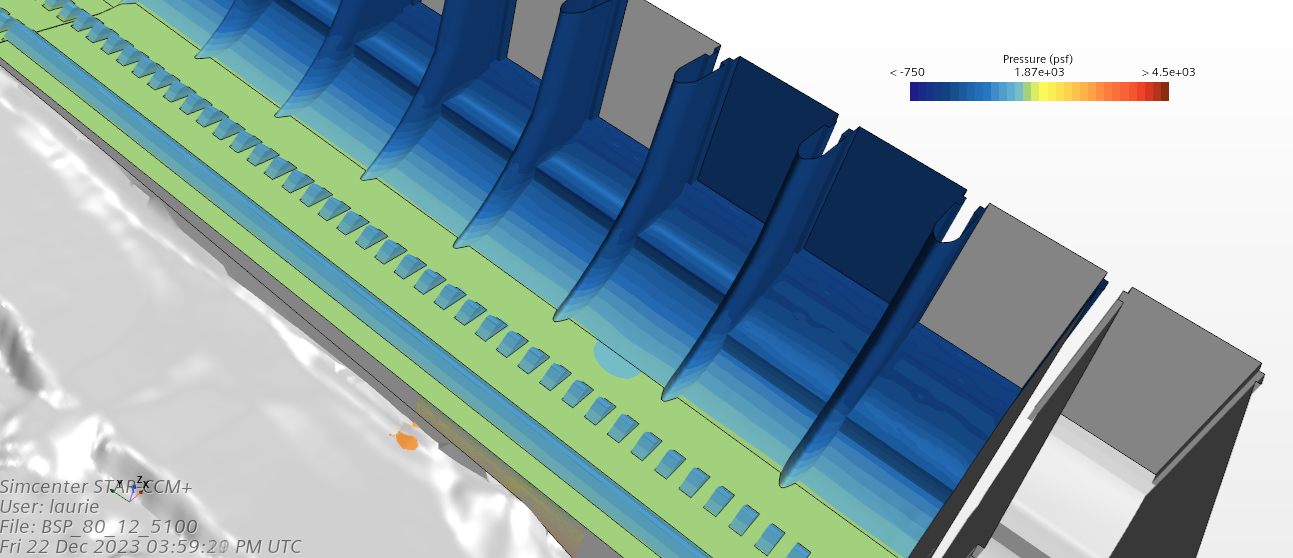 Pressure (psf)
< -750 1.87e+03 > 4.5e+03
Z
Y X
Simcenter STAR-CCM+
User: laurie
File: BSP_80_12_5100
Fri 22 Dec 2023 03:59:20 PM UTC